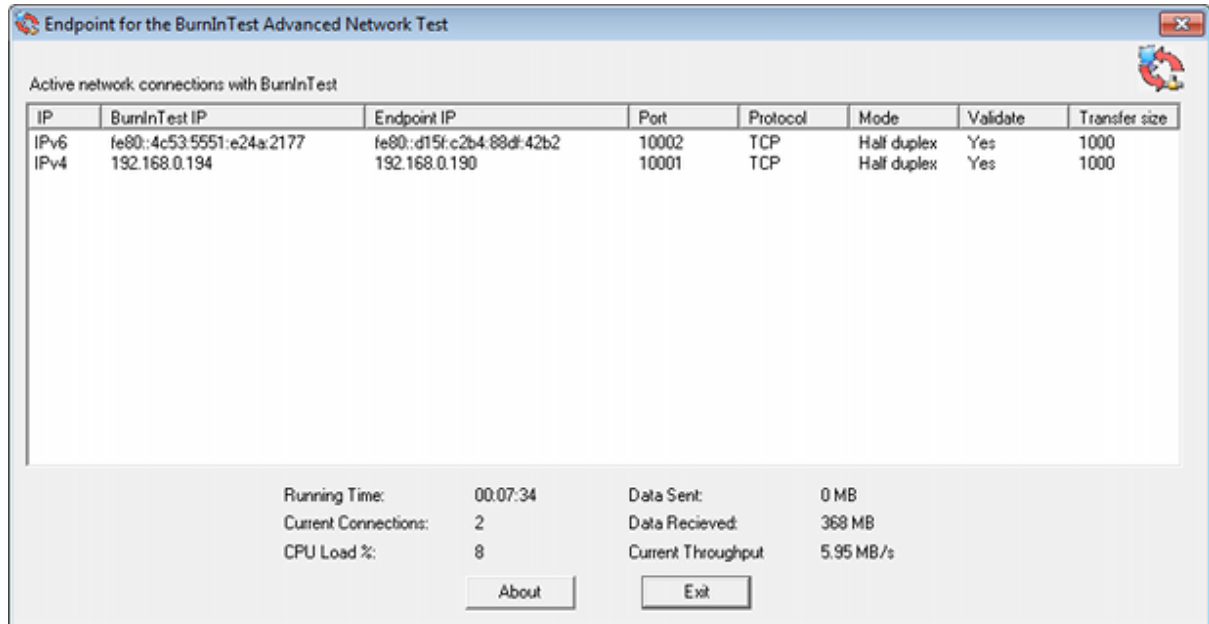 Endpoint for the BurnInTest Advanced Network Test
Active network connections with BurnInTest
IP BurnInTest IP Endpoint IP Port Protocol Mode Validate Transfer size
IPv6 fe80::4c53:5551:e24a:2177 fe80::d15f:c2b4:88df:42b2 10002 TCP Half duplex Yes 1000
IPv4 192.168.0.194 192.168.0.190 10001 TCP Half duplex Yes 1000
Running Time: 00:07:34 Data Sent: 0 MB
Current Connections: 2 Data Recieved: 368 MB
CPU Load %: 8 Current Throughput 5.95 MB/s
About Exit